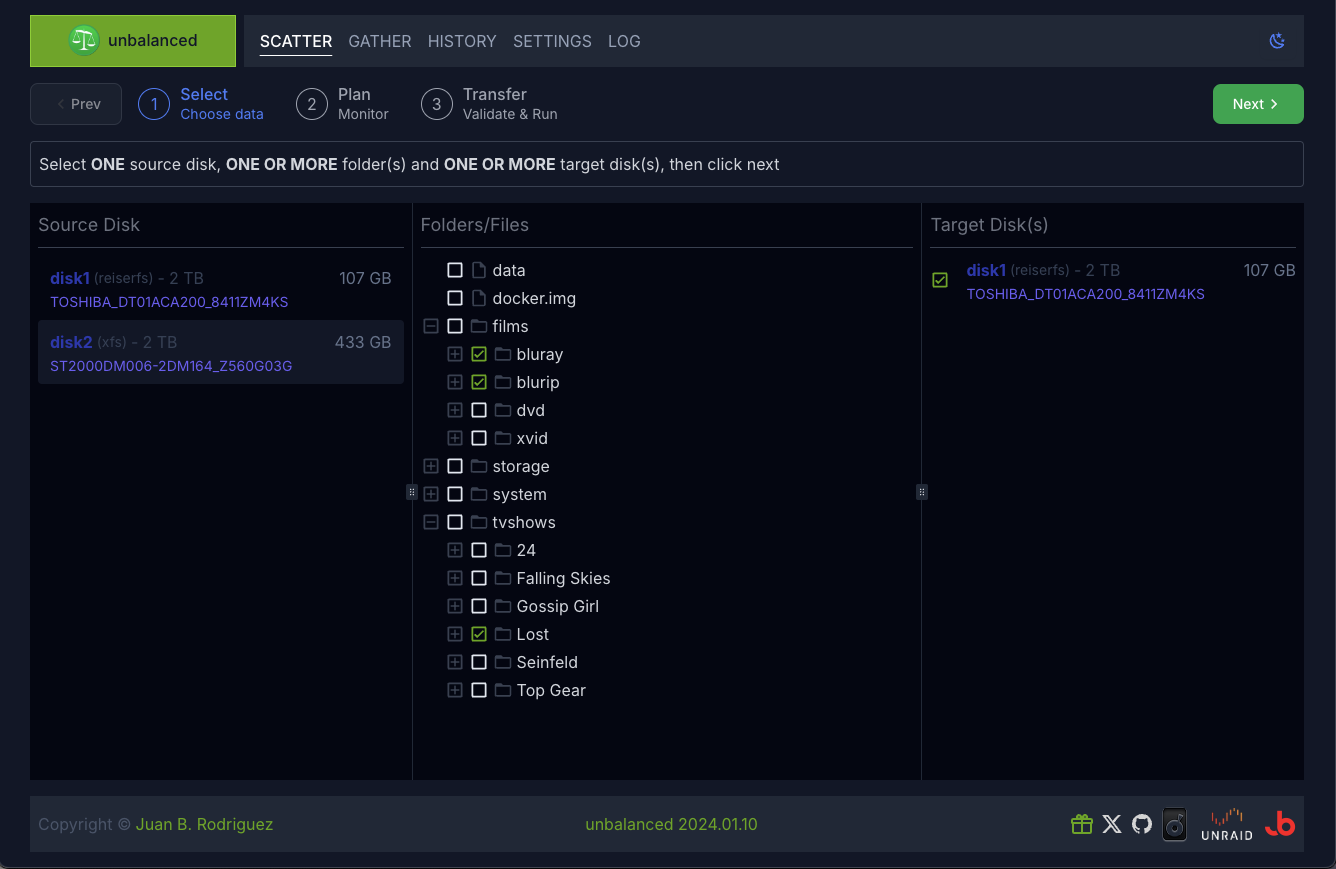 unbalanced
SCATTER GATHER HISTORY SETTINGS LOG
Prev
1 Select Choose data
2 Plan Monitor
3 Transfer Validate & Run
Next
Select ONE source disk, ONE OR MORE folder(s) and ONE OR MORE target disk(s), then click next
Source Disk
disk1 (reiserfs) - 2 TB 107 GB
TOSHIBA_DT01ACA200_8411ZM4KS
disk2 (xfs) - 2 TB 433 GB
ST2000DM006-2DM164_Z560G03G
Folders/Files
data
docker.img
films
bluray
blurip
dvd
xvid
storage
system
tvshows
24
Falling Skies
Gossip Girl
Lost
Seinfeld
Top Gear
Target Disk(s)
disk1 (reiserfs) - 2 TB 107 GB
TOSHIBA_DT01ACA200_8411ZM4KS
Copyright © Juan B. Rodriguez
unbalanced 2024.01.10
UNRAID
jb